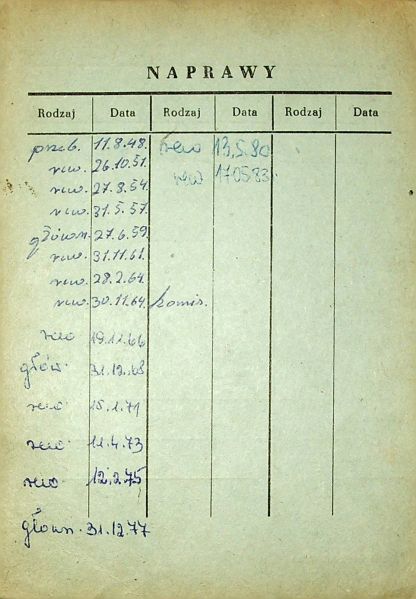 NAPRAWY
Rodzaj Data Rodzaj Data Rodzaj Data
przeb. 11.8.48. rew 13.5.80
rew. 26.10.51. rew 170583
rew. 27.8.54.
rew. 31.5.57.
główn. 27.6.59.
rew. 31.11.61.
rew. 28.2.64.
rew. 30.11.64. komis.
rew 19.11.66
głów. 31.12.68
rew 15.1.71
rew 11.4.73
rew 12.2.75
główn. 31.12.77